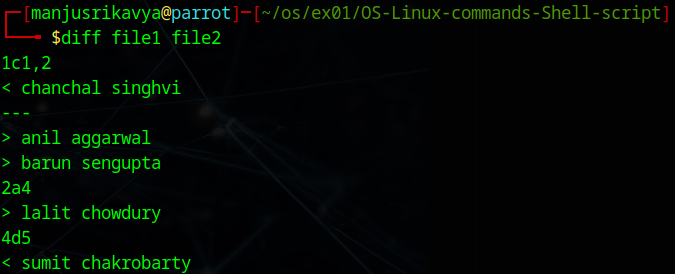 ┌─[manjusrikavya@parrot]─[~/os/ex01/OS-Linux-commands-Shell-script]
└──╼ $diff file1 file2
1c1,2
< chanchal singhvi
---
> anil aggarwal
> barun sengupta
2a4
> lalit chowdury
4d5
< sumit chakrobarty